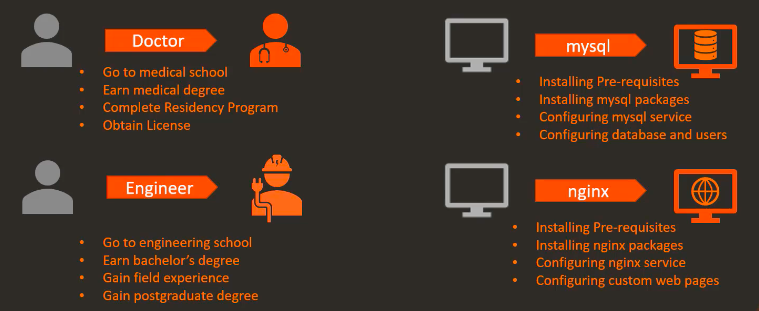 Doctor
• Go to medical school
• Earn medical degree
• Complete Residency Program
• Obtain License
Engineer
• Go to engineering school
• Earn bachelor's degree
• Gain field experience
• Gain postgraduate degree
mysql
• Installing Pre-requisites
• Installing mysql packages
• Configuring mysql service
• Configuring database and users
nginx
• Installing Pre-requisites
• Installing nginx packages
• Configuring nginx service
• Configuring custom web pages